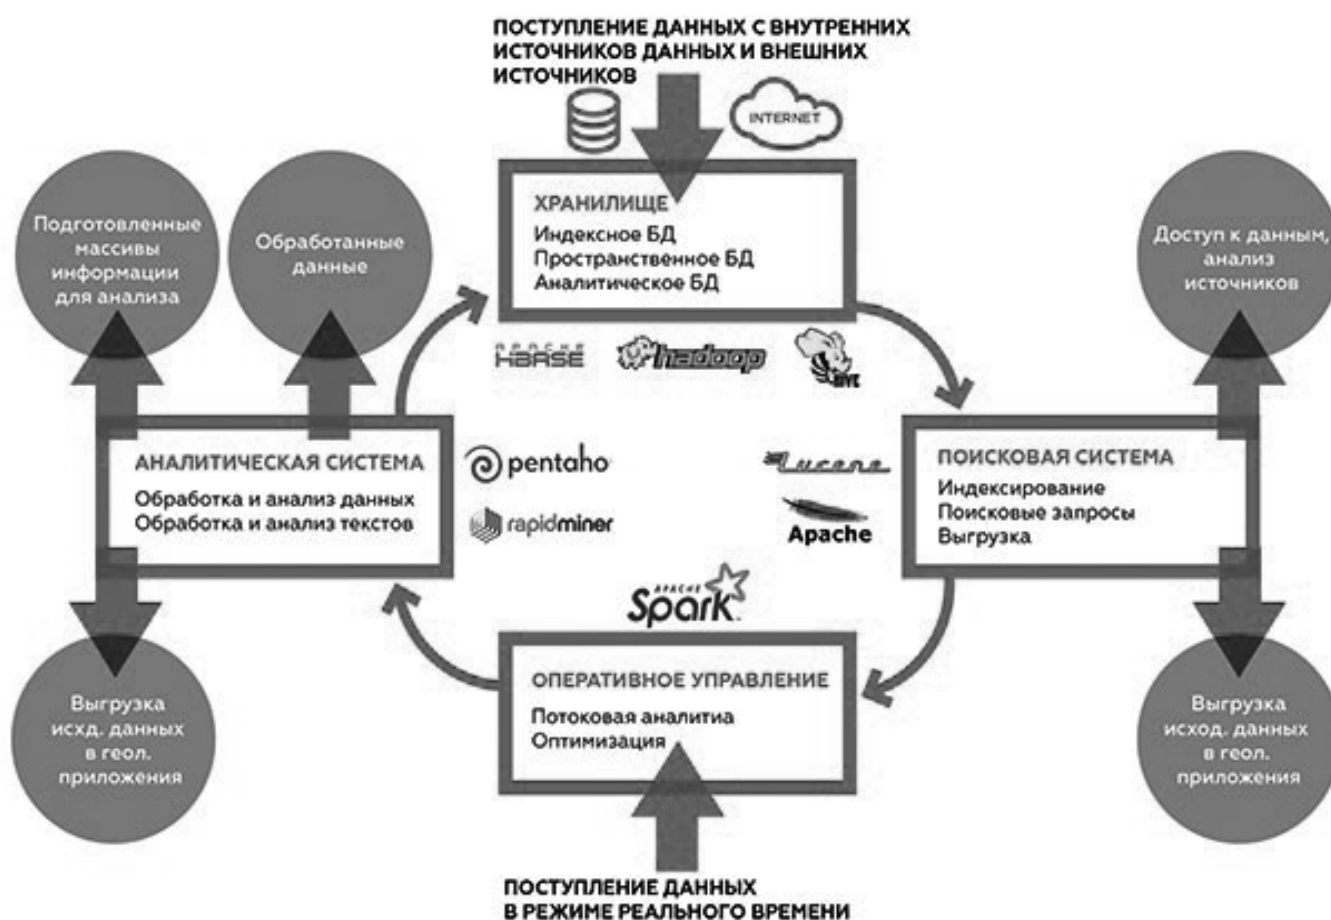 ПОСТУПЛЕНИЕ ДАННЫХ С ВНУТРЕННИХ
ИСТОЧНИКОВ ДАННЫХ И ВНЕШНИХ
ИСТОЧНИКОВ
INTERNET
ХРАНИЛИЩЕ
Индексное БД
Пространственное БД
Аналитическое БД
Подготовленные
массивы
информации
для анализа
Обработанные
данные
Доступ к данным,
анализ
источников
APACHE
HBASE
hadoop
HIVE
АНАЛИТИЧЕСКАЯ СИСТЕМА
Обработка и анализ данных
Обработка и анализ текстов
pentaho
rapidminer
Lucene
Apache
ПОИСКОВАЯ СИСТЕМА
Индексирование
Поисковые запросы
Выгрузка
APACHE
Spark
ОПЕРАТИВНОЕ УПРАВЛЕНИЕ
Потоковая аналитиа
Оптимизация
Выгрузка
исхд. данных
в геол.
приложения
Выгрузка
исход. данных
в геол.
приложения
ПОСТУПЛЕНИЕ ДАННЫХ
В РЕЖИМЕ РЕАЛЬНОГО ВРЕМЕНИ